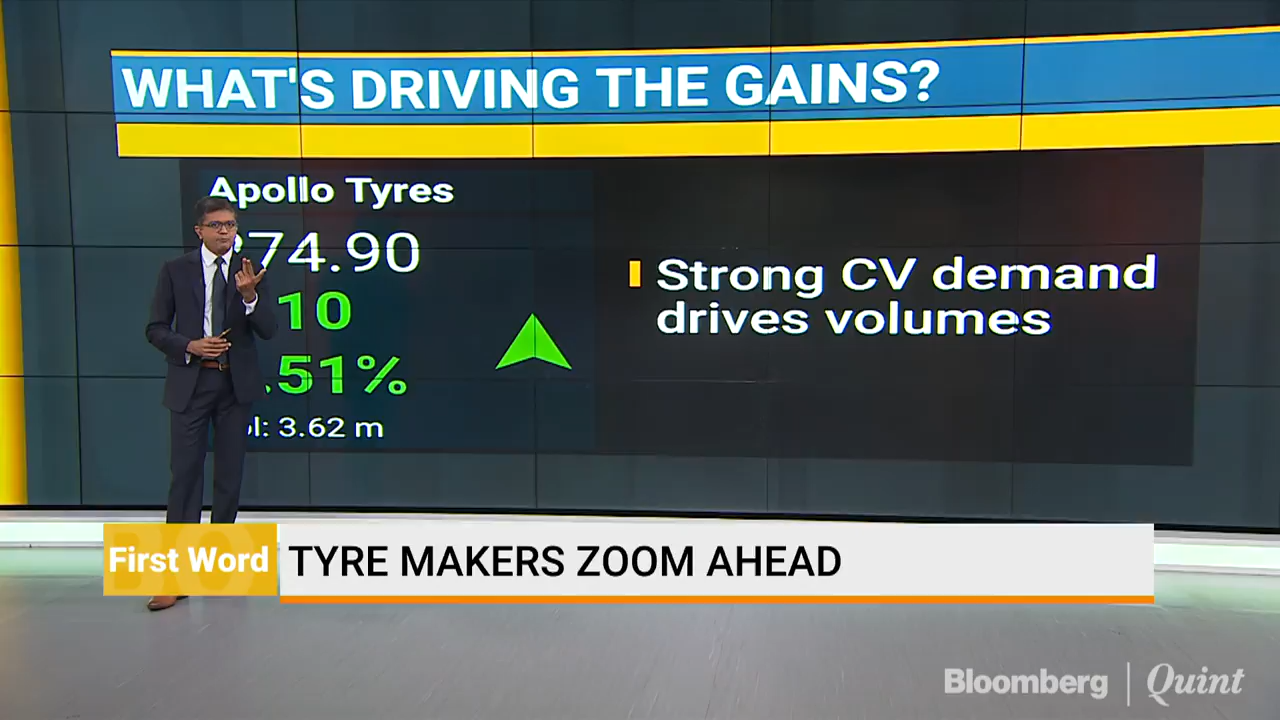 WHAT'S DRIVING THE GAINS?
Apollo Tyres
74.90
10
.51%
3.62 m
Strong CV demand
drives volumes
First Word
TYRE MAKERS ZOOM AHEAD
Bloomberg | Quint